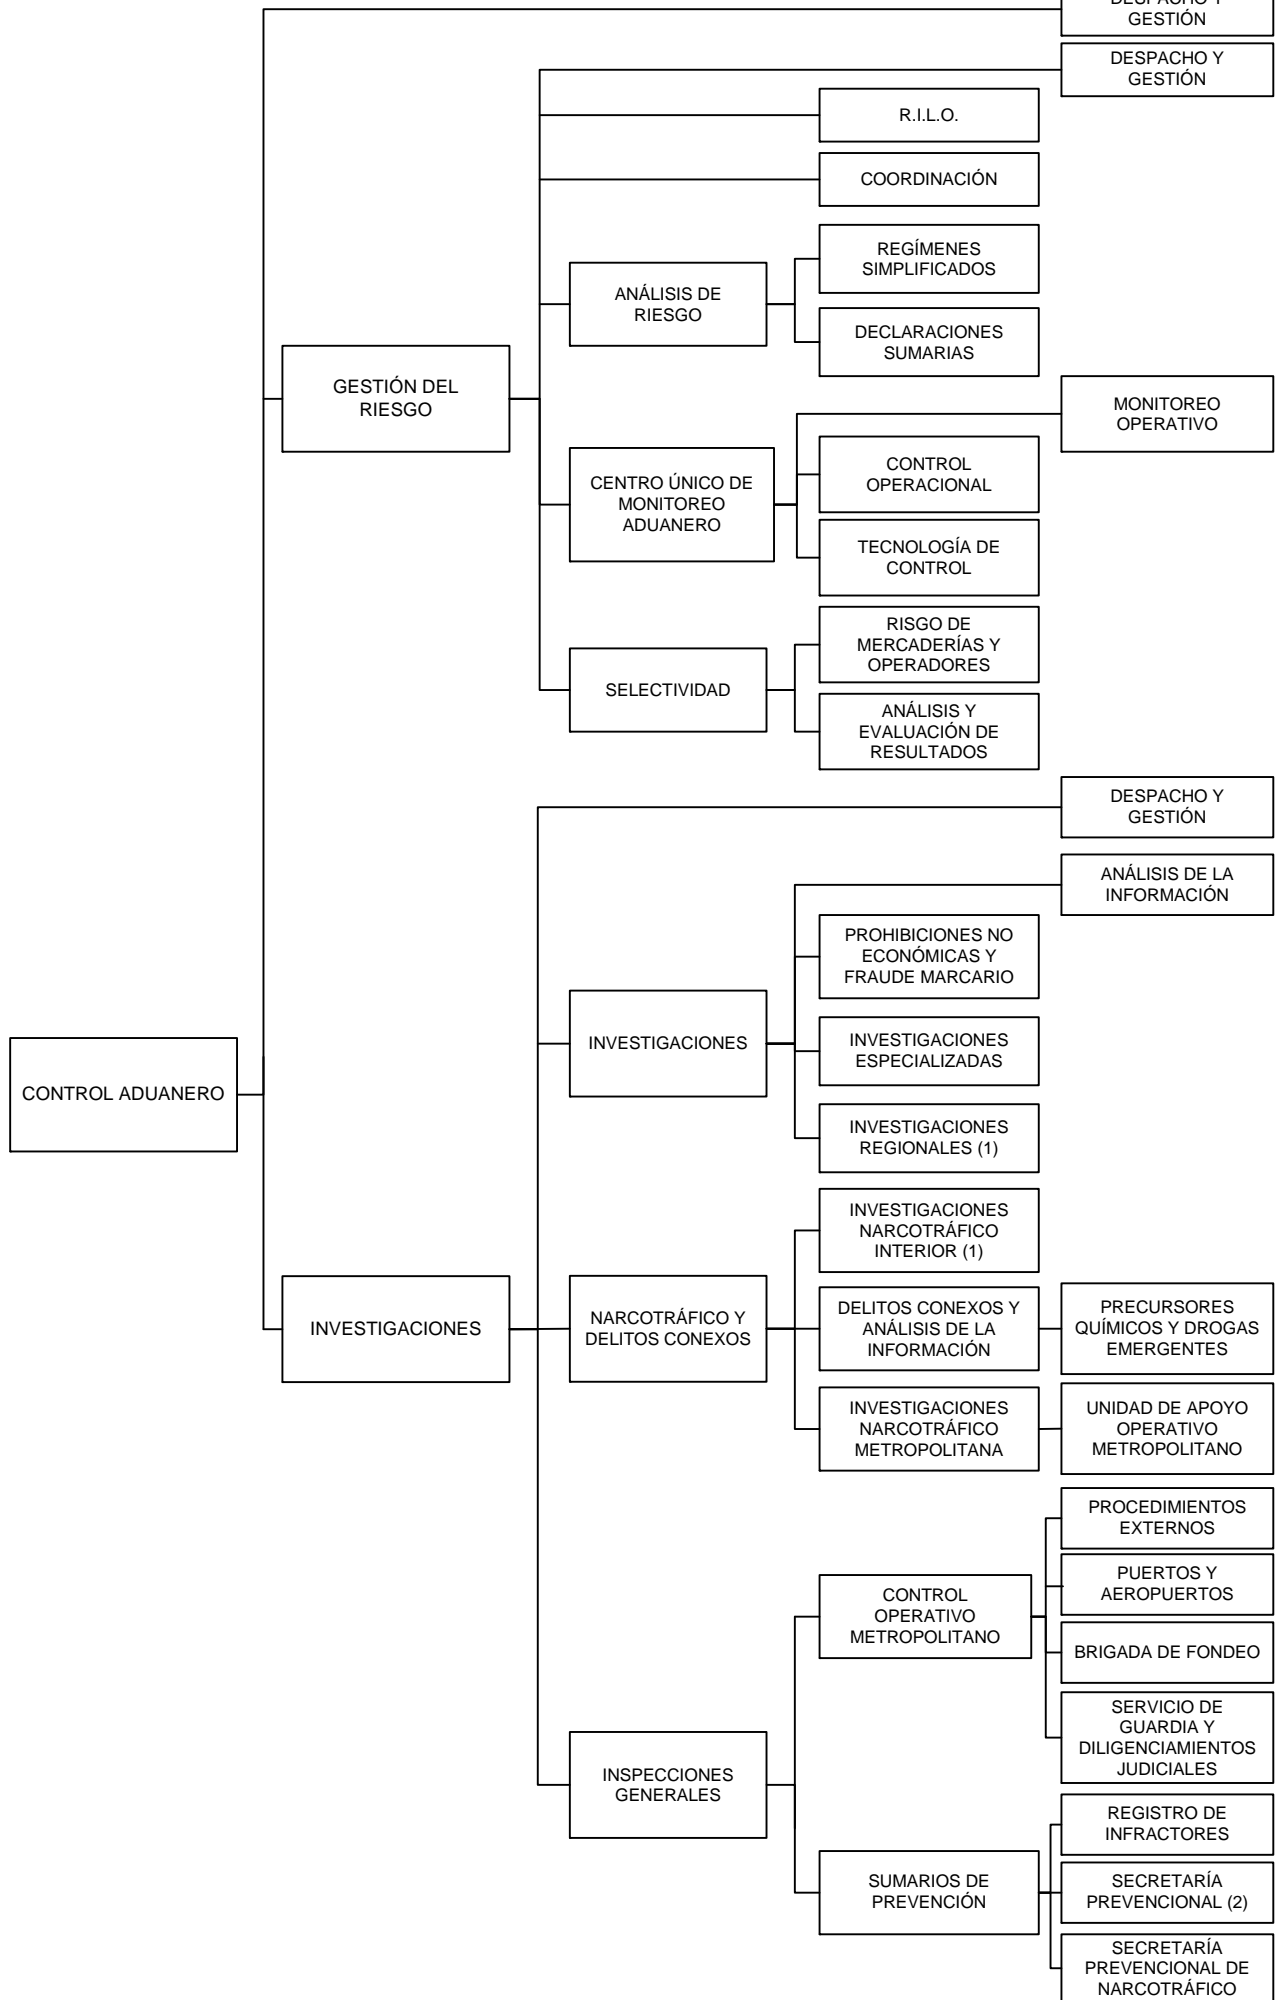 DESPACHO Y
GESTIÓN
DESPACHO Y
GESTIÓN
R.I.L.O.
COORDINACIÓN
REGÍMENES
SIMPLIFICADOS
ANÁLISIS DE
RIESGO
DECLARACIONES
SUMARIAS
GESTIÓN DEL
RIESGO
MONITOREO
OPERATIVO
CONTROL
OPERACIONAL
CENTRO ÚNICO DE
MONITOREO
ADUANERO
TECNOLOGÍA DE
CONTROL
RISGO DE
MERCADERÍAS Y
OPERADORES
SELECTIVIDAD
ANÁLISIS Y
EVALUACIÓN DE
RESULTADOS
DESPACHO Y
GESTIÓN
ANÁLISIS DE LA
INFORMACIÓN
PROHIBICIONES NO
ECONÓMICAS Y
FRAUDE MARCARIO
INVESTIGACIONES
INVESTIGACIONES
ESPECIALIZADAS
CONTROL ADUANERO
INVESTIGACIONES
REGIONALES (1)
INVESTIGACIONES
NARCOTRÁFICO
INTERIOR (1)
INVESTIGACIONES
NARCOTRÁFICO Y
DELITOS CONEXOS
DELITOS CONEXOS Y
ANÁLISIS DE LA
INFORMACIÓN
PRECURSORES
QUÍMICOS Y DROGAS
EMERGENTES
INVESTIGACIONES
NARCOTRÁFICO
METROPOLITANA
UNIDAD DE APOYO
OPERATIVO
METROPOLITANO
PROCEDIMIENTOS
EXTERNOS
PUERTOS Y
AEROPUERTOS
CONTROL
OPERATIVO
METROPOLITANO
BRIGADA DE FONDEO
SERVICIO DE
GUARDIA Y
DILIGENCIAMIENTOS
JUDICIALES
INSPECCIONES
GENERALES
REGISTRO DE
INFRACTORES
SUMARIOS DE
PREVENCIÓN
SECRETARÍA
PREVENCIONAL (2)
SECRETARÍA
PREVENCIONAL DE
NARCOTRÁFICO